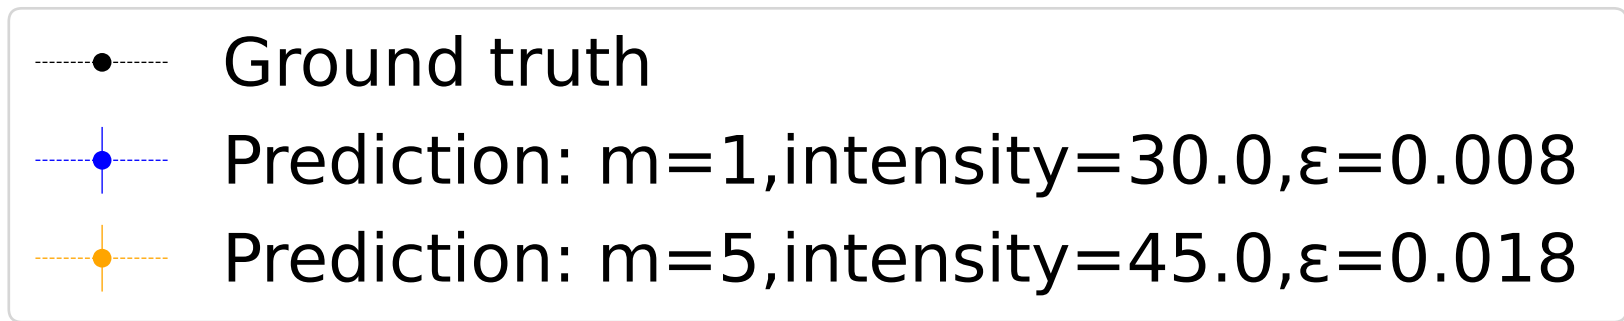 Ground truth
Prediction: m=1,intensity=30.0,ε=0.008
Prediction: m=5,intensity=45.0,ε=0.018